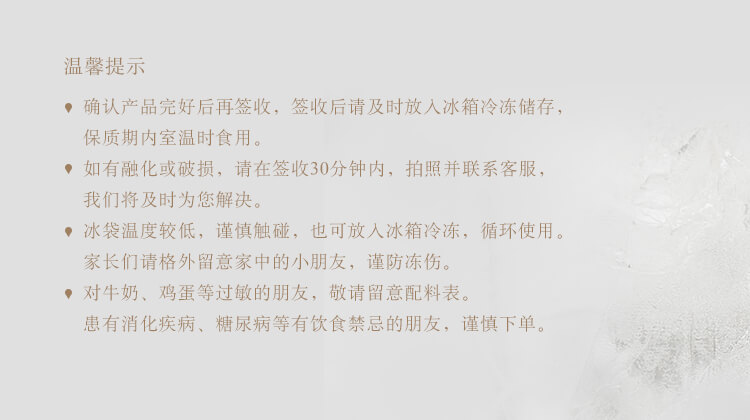 温馨提示
确认产品完好后再签收，签收后请及时放入冰箱冷冻储存，
保质期内室温时食用。
如有融化或破损，请在签收30分钟内，拍照并联系客服，
我们将及时为您解决。
冰袋温度较低，谨慎触碰，也可放入冰箱冷冻，循环使用。
家长们请格外留意家中的小朋友，谨防冻伤。
对牛奶、鸡蛋等过敏的朋友，敬请留意配料表。
患有消化疾病、糖尿病等有饮食禁忌的朋友，谨慎下单。